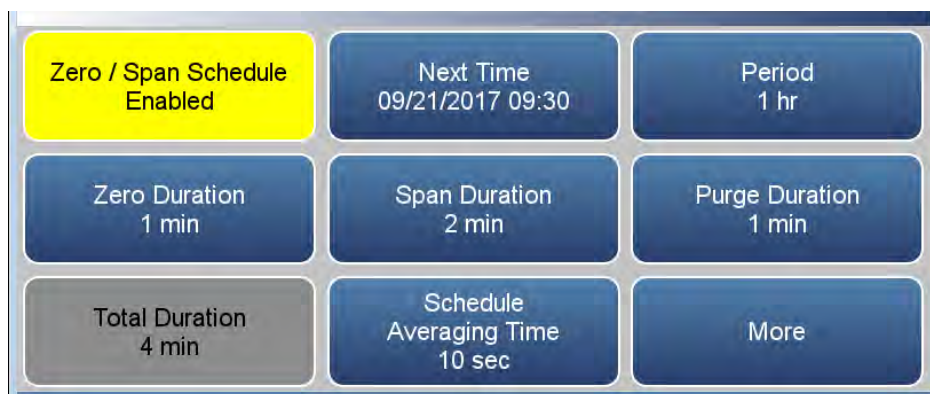 Zero / Span Schedule
Enabled
Next Time
09/21/2017 09:30
Period
1 hr
Zero Duration
1 min
Span Duration
2 min
Purge Duration
1 min
Total Duration
4 min
Schedule
Averaging Time
10 sec
More